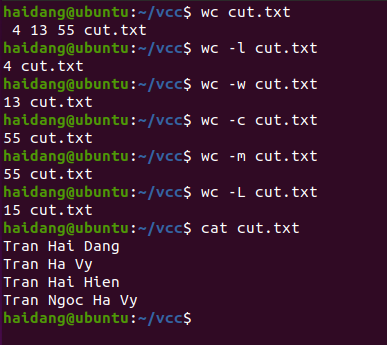 haidang@ubuntu:~/vcc$ wc cut.txt
 4 13 55 cut.txt
haidang@ubuntu:~/vcc$ wc -l cut.txt
4 cut.txt
haidang@ubuntu:~/vcc$ wc -w cut.txt
13 cut.txt
haidang@ubuntu:~/vcc$ wc -c cut.txt
55 cut.txt
haidang@ubuntu:~/vcc$ wc -m cut.txt
55 cut.txt
haidang@ubuntu:~/vcc$ wc -L cut.txt
15 cut.txt
haidang@ubuntu:~/vcc$ cat cut.txt
Tran Hai Dang
Tran Ha Vy
Tran Hai Hien
Tran Ngoc Ha Vy
haidang@ubuntu:~/vcc$